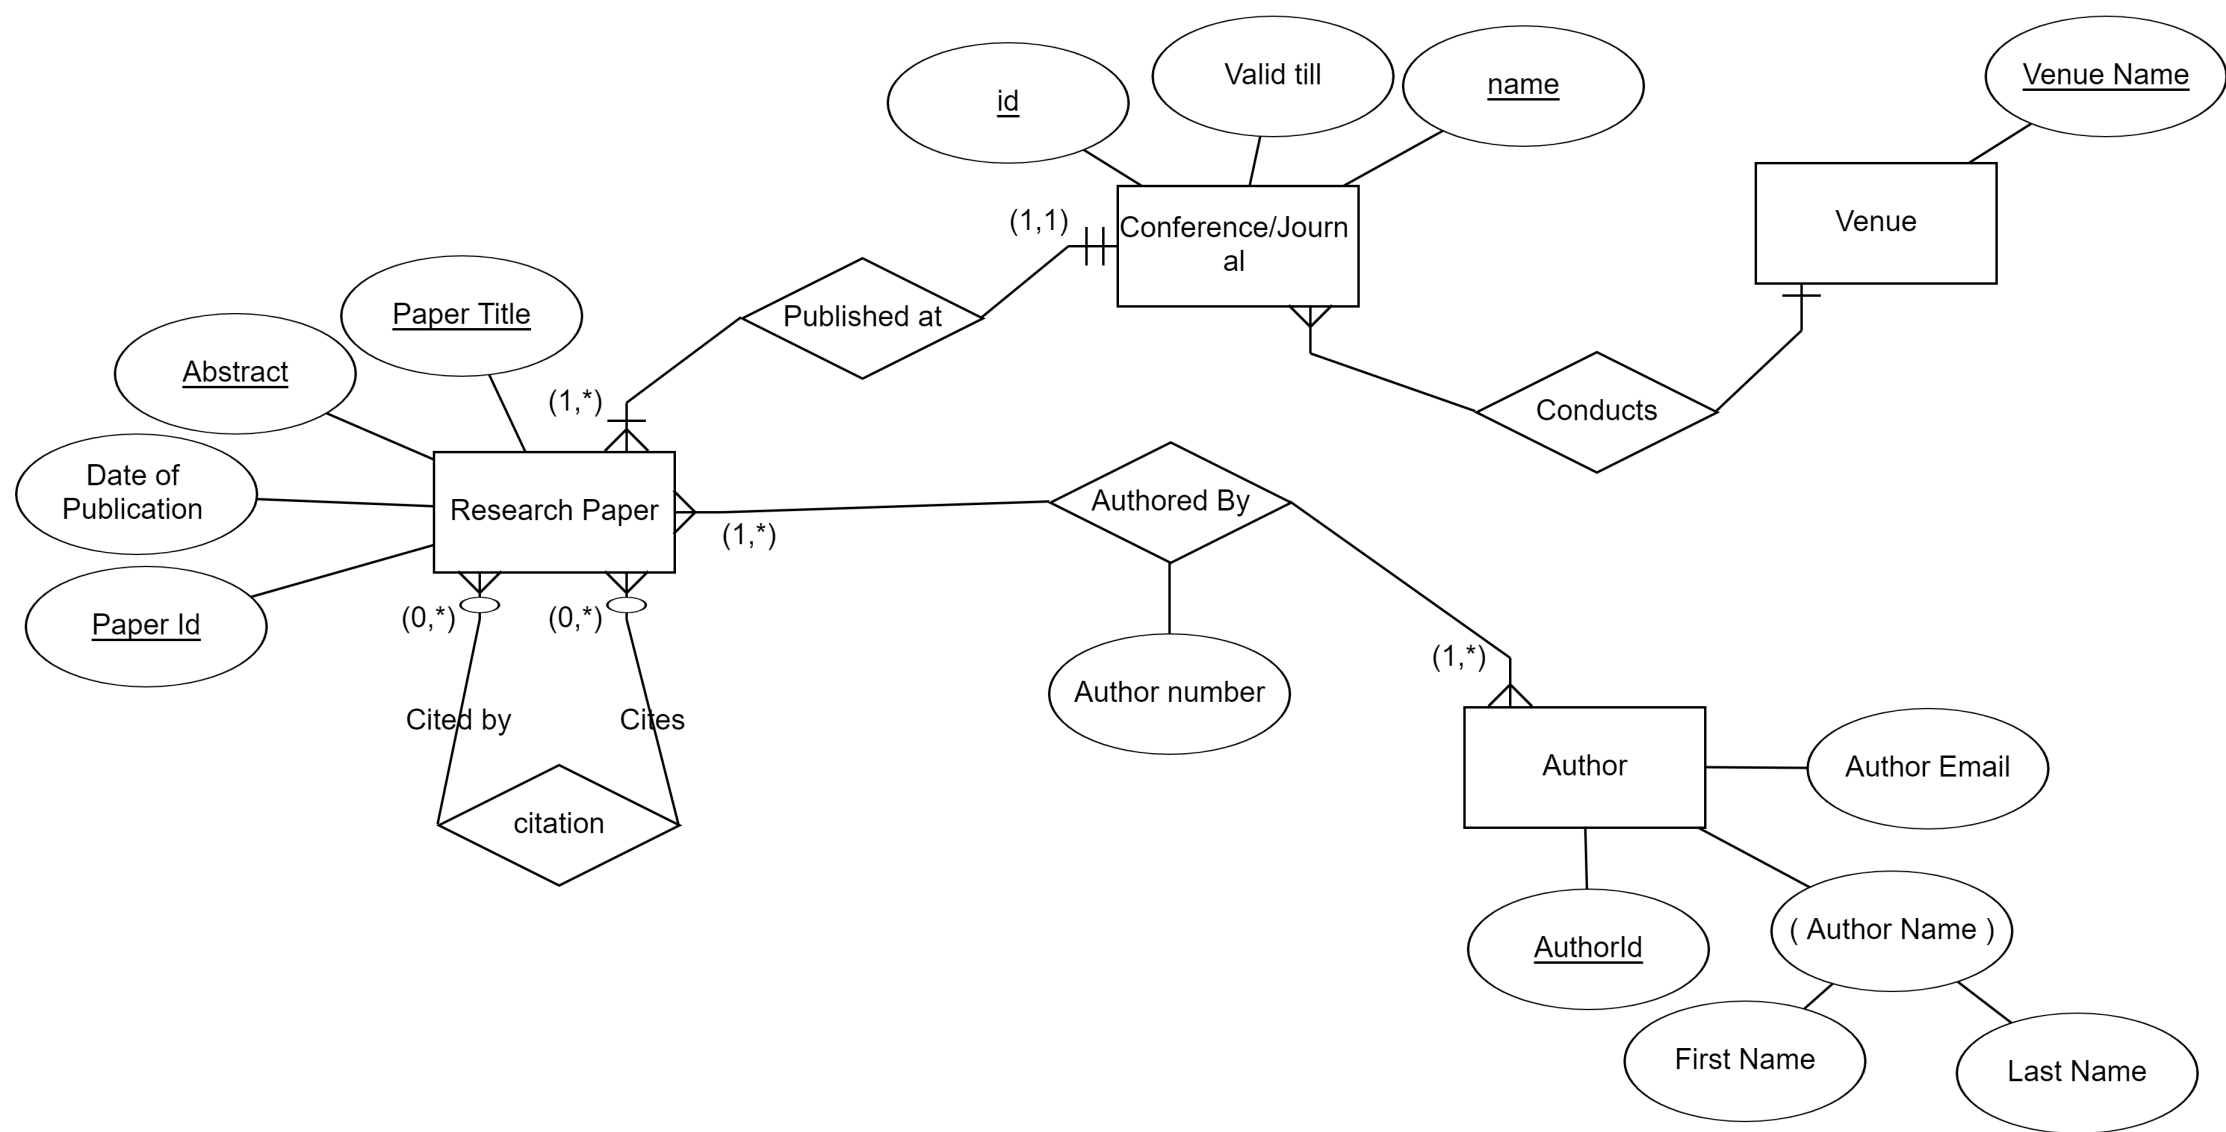 id
Valid till
name
Venue Name
Conference/Journ
al
(1,1)
Venue
Published at
Paper Title
Abstract
(1,*)
Conducts
Date of
Publication
Research Paper
(1,*)
Authored By
Paper Id
(0,*)
(0,*)
Cited by
Cites
citation
Author number
(1,*)
Author
Author Email
AuthorId
( Author Name )
First Name
Last Name